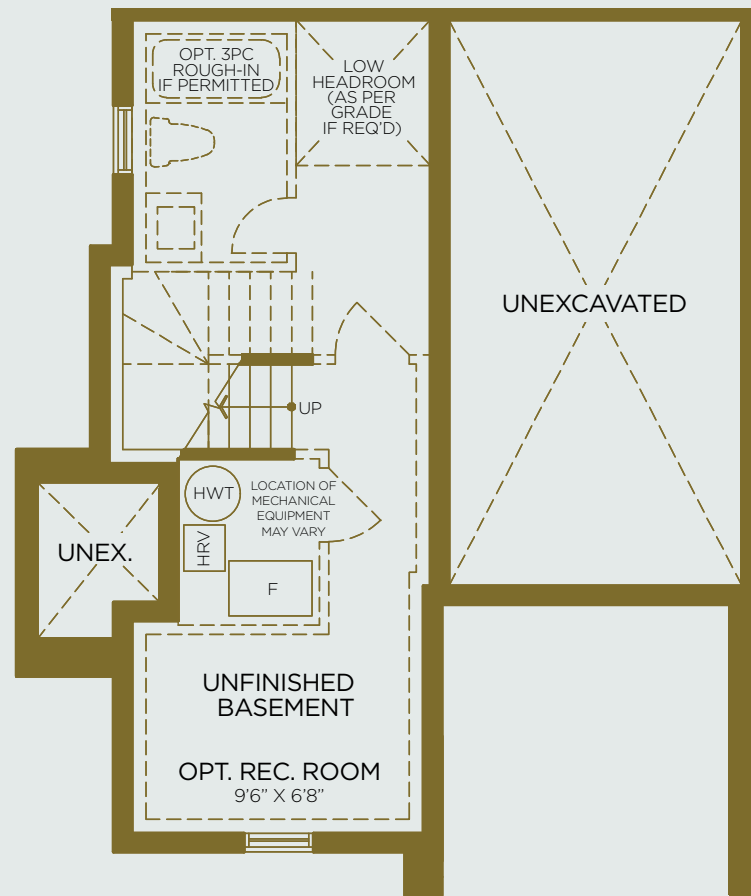 OPT. 3PC
ROUGH-IN
IF PERMITTED
LOW
HEADROOM
(AS PER
GRADE
IF REQ'D)
UNEXCAVATED
UP
HWT
LOCATION OF
MECHANICAL
EQUIPMENT
MAY VARY
HRV
UNEX.
F
UNFINISHED
BASEMENT
OPT. REC. ROOM
9'6” X 6'8”